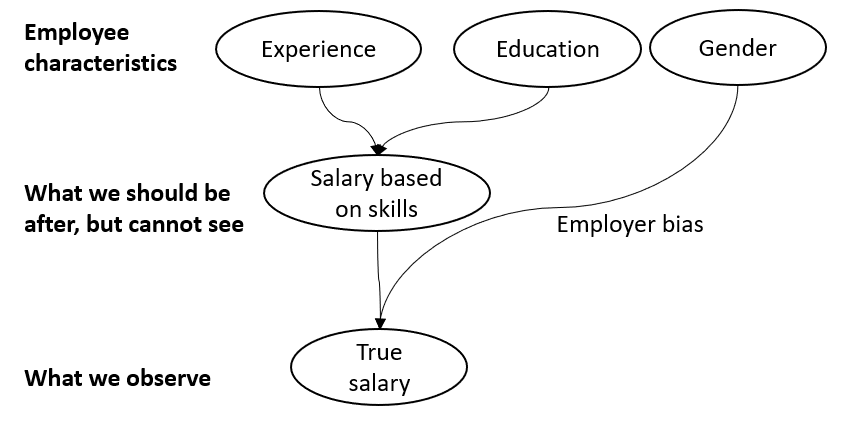 Employee
characteristics
Experience
Education
Gender
What we should be
after, but cannot see
Salary based
on skills
Employer bias
What we observe
True
salary